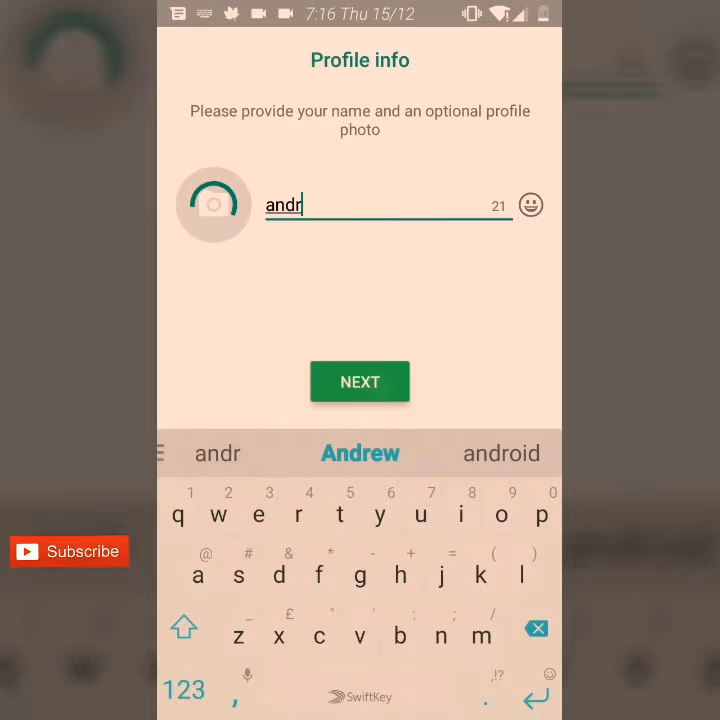 7:16 Thu 15/12
Profile info
Please provide your name and an optional profile
photo
andr 21
NEXT
andr Andrew android
1 2 3 4 5 6 7 8 9 0
q w e r t y u i o p
@ # & * - + = ( )
a s d f g h j k l
_ £ " ' : ; /
z x c v b n m
123 , SwiftKey . ,!?
Subscribe